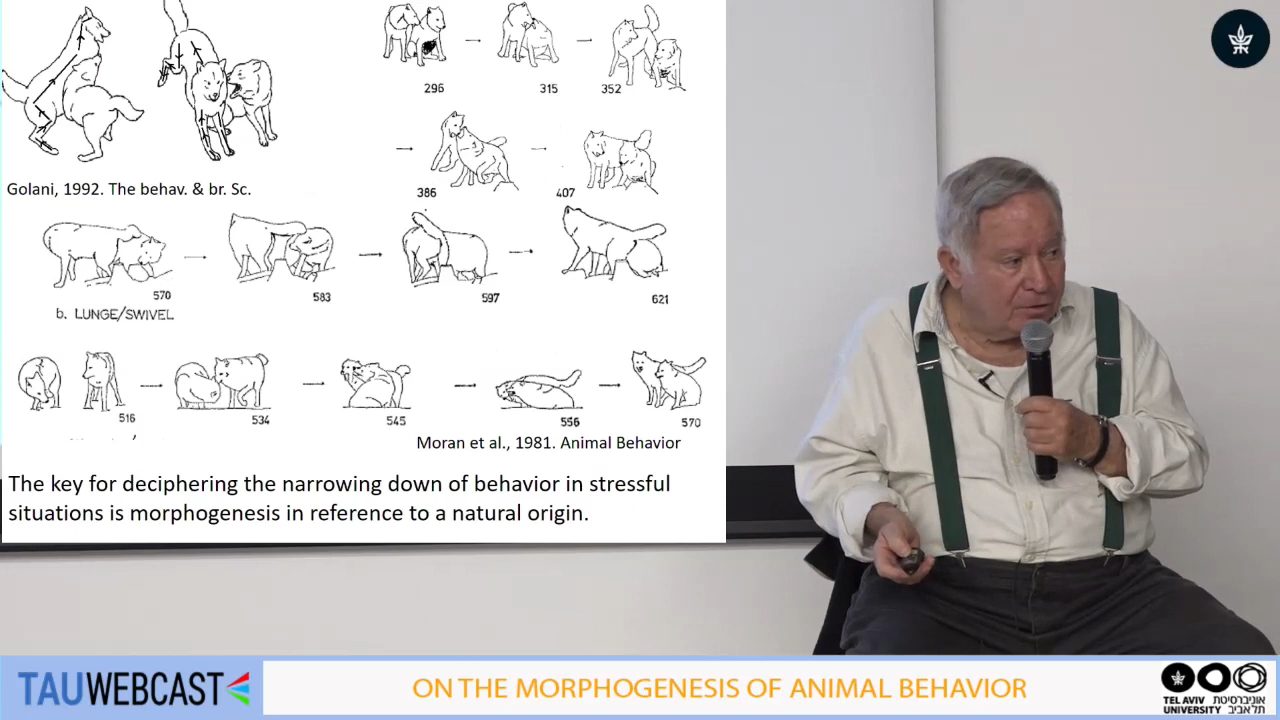 296
315
352
386
407
Golani, 1992. The behav. & br. Sc.
570
583
597
621
b. LUNGE/SWIVEL
516
534
545
556
570
Moran et al., 1981. Animal Behavior
The key for deciphering the narrowing down of behavior in stressful
situations is morphogenesis in reference to a natural origin.
TAUWEBCAST
ON THE MORPHOGENESIS OF ANIMAL BEHAVIOR
TEL AVIV
UNIVERSITY
אוניברסיטת
תל אביב